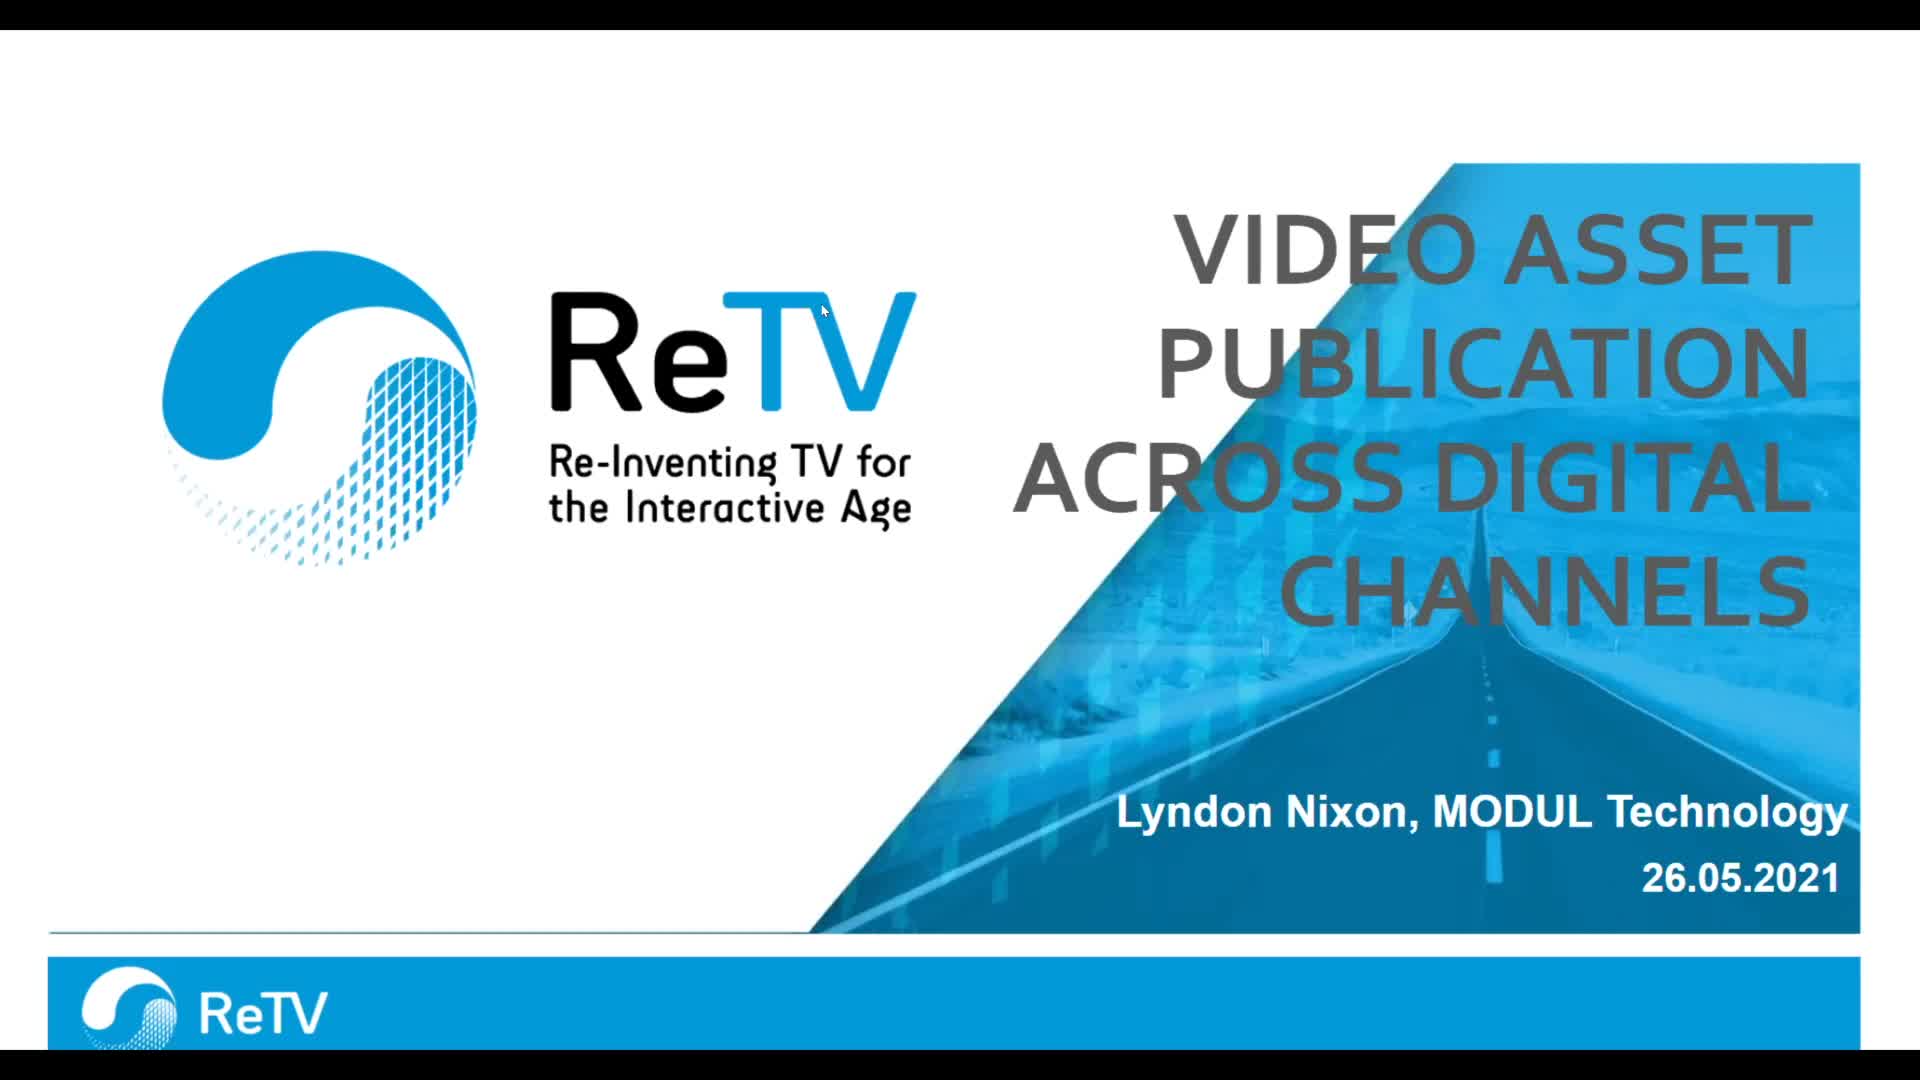 ReTV
Re-Inventing TV for
the Interactive Age
VIDEO ASSET
PUBLICATION
ACROSS DIGITAL
CHANNELS
Lyndon Nixon, MODUL Technology
26.05.2021
ReTV